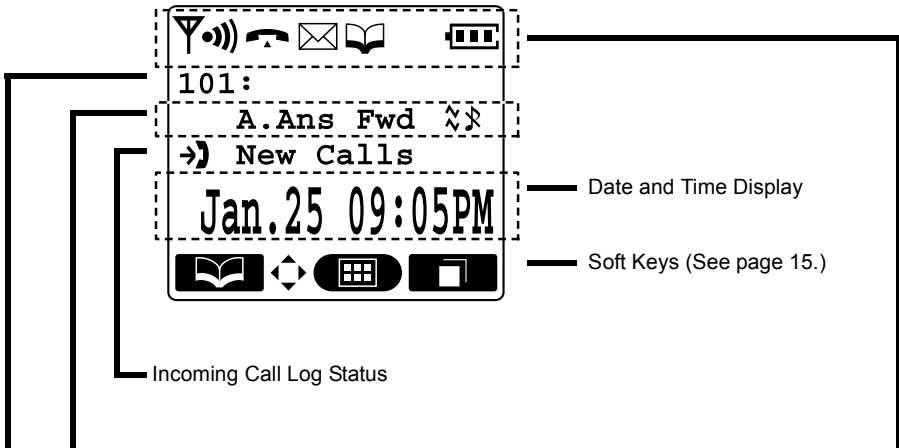 101:
A.Ans Fwd
New Calls
Jan.25 09:05PM
Date and Time Display
Soft Keys (See page 15.)
Incoming Call Log Status